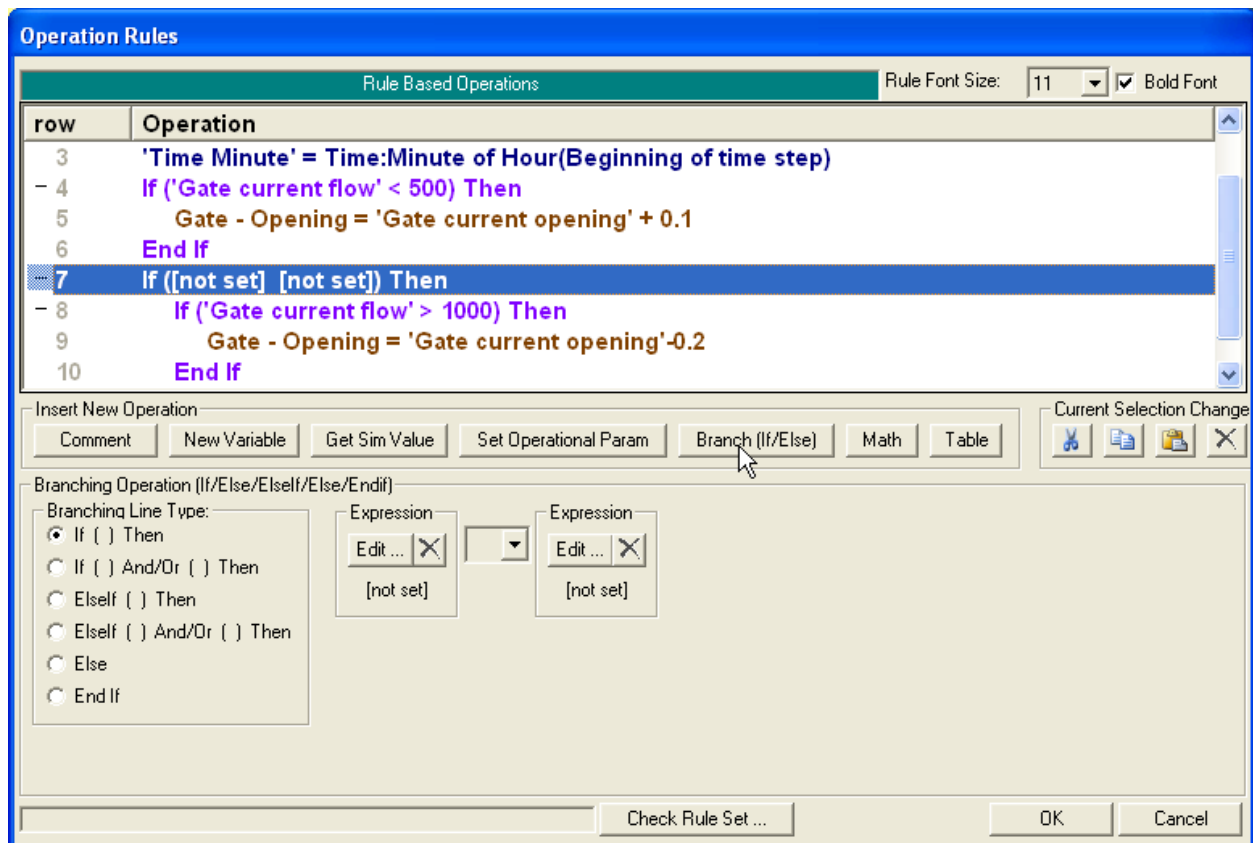 Operation Rules
Rule Based Operations
Rule Font Size:
11
Bold Font
row Operation
3 'Time Minute' = Time:Minute of Hour(Beginning of time step)
4 If ('Gate current flow' < 500) Then
5 Gate - Opening = 'Gate current opening' + 0.1
6 End If
7 If ([not set] [not set]) Then
8 If ('Gate current flow' > 1000) Then
9 Gate - Opening = 'Gate current opening'-0.2
10 End If
Insert New Operation
Current Selection Change
Comment New Variable Get Sim Value Set Operational Param Branch (If/Else) Math Table
Branching Operation (If/Else/ElseIf/Else/Endif)
Branching Line Type:
If ( ) Then
If ( ) And/Or ( ) Then
ElseIf ( ) Then
ElseIf ( ) And/Or ( ) Then
Else
End If
Expression
Edit ...
[not set]
Expression
Edit ...
[not set]
Check Rule Set ...
OK
Cancel